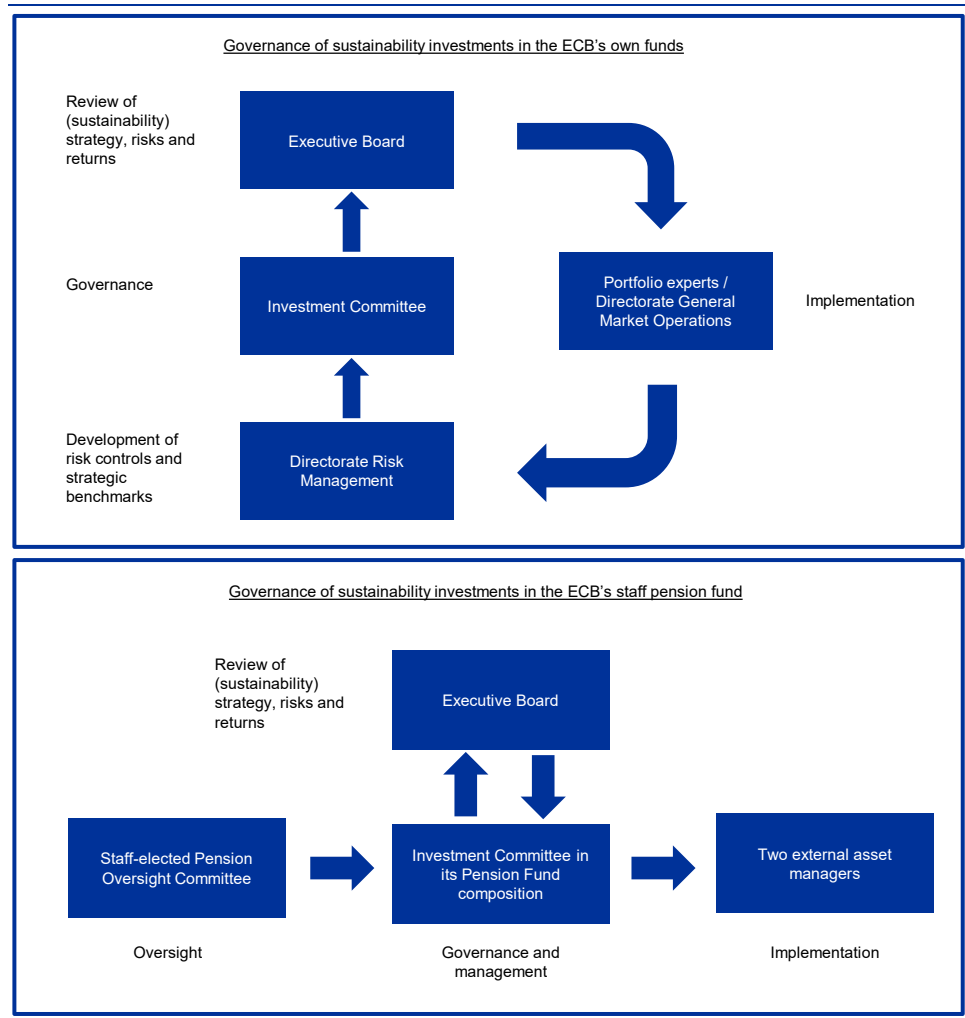 Governance of sustainability investments in the ECB's own funds
Review of
(sustainability)
strategy, risks and
returns
Executive Board
Governance
Investment Committee
Portfolio experts /
Directorate General
Market Operations
Implementation
Development of
risk controls and
strategic
benchmarks
Directorate Risk
Management
Governance of sustainability investments in the ECB's staff pension fund
Review of
(sustainability)
strategy, risks and
returns
Executive Board
Staff-elected Pension
Oversight Committee
Investment Committee in
its Pension Fund
composition
Two external asset
managers
Oversight
Governance and
management
Implementation